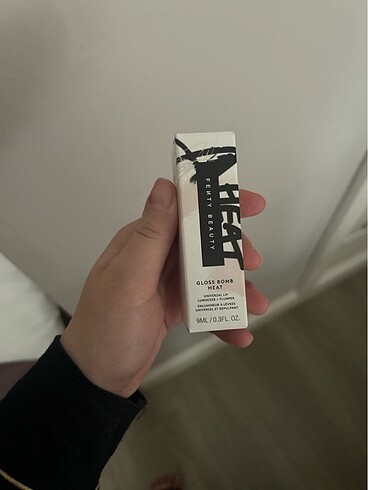 HEAT
FENTY BEAUTY
GLOSS BOMB
HEAT
UNIVERSAL LIP
LUMINIZER + PLUMPER
ENLUMINEUR À LÈVRES
UNIVERSEL ET REPULPANT
9ML / 0.3FL. OZ.